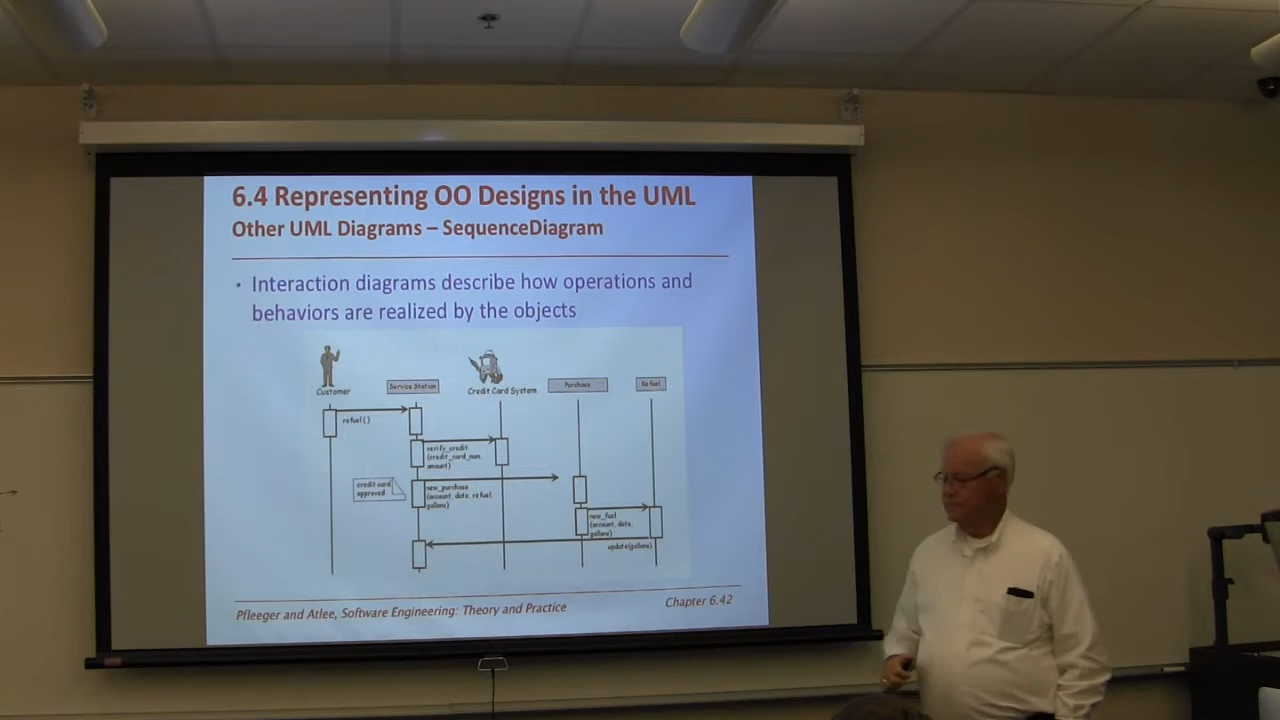 6.4 Representing OO Designs in the UML
Other UML Diagrams – SequenceDiagram
• Interaction diagrams describe how operations and
behaviors are realized by the objects
Customer
Service Station
Credit Card System
Purchase
Refuel
refuel()
verify_credit
(credit_card_num,
amount)
credit card
approved
new_purchase
(account, date, refuel,
gallons)
new_fuel
(account, date,
gallons)
update(gallons)
Pfleeger and Atlee, Software Engineering: Theory and Practice
Chapter 6.42